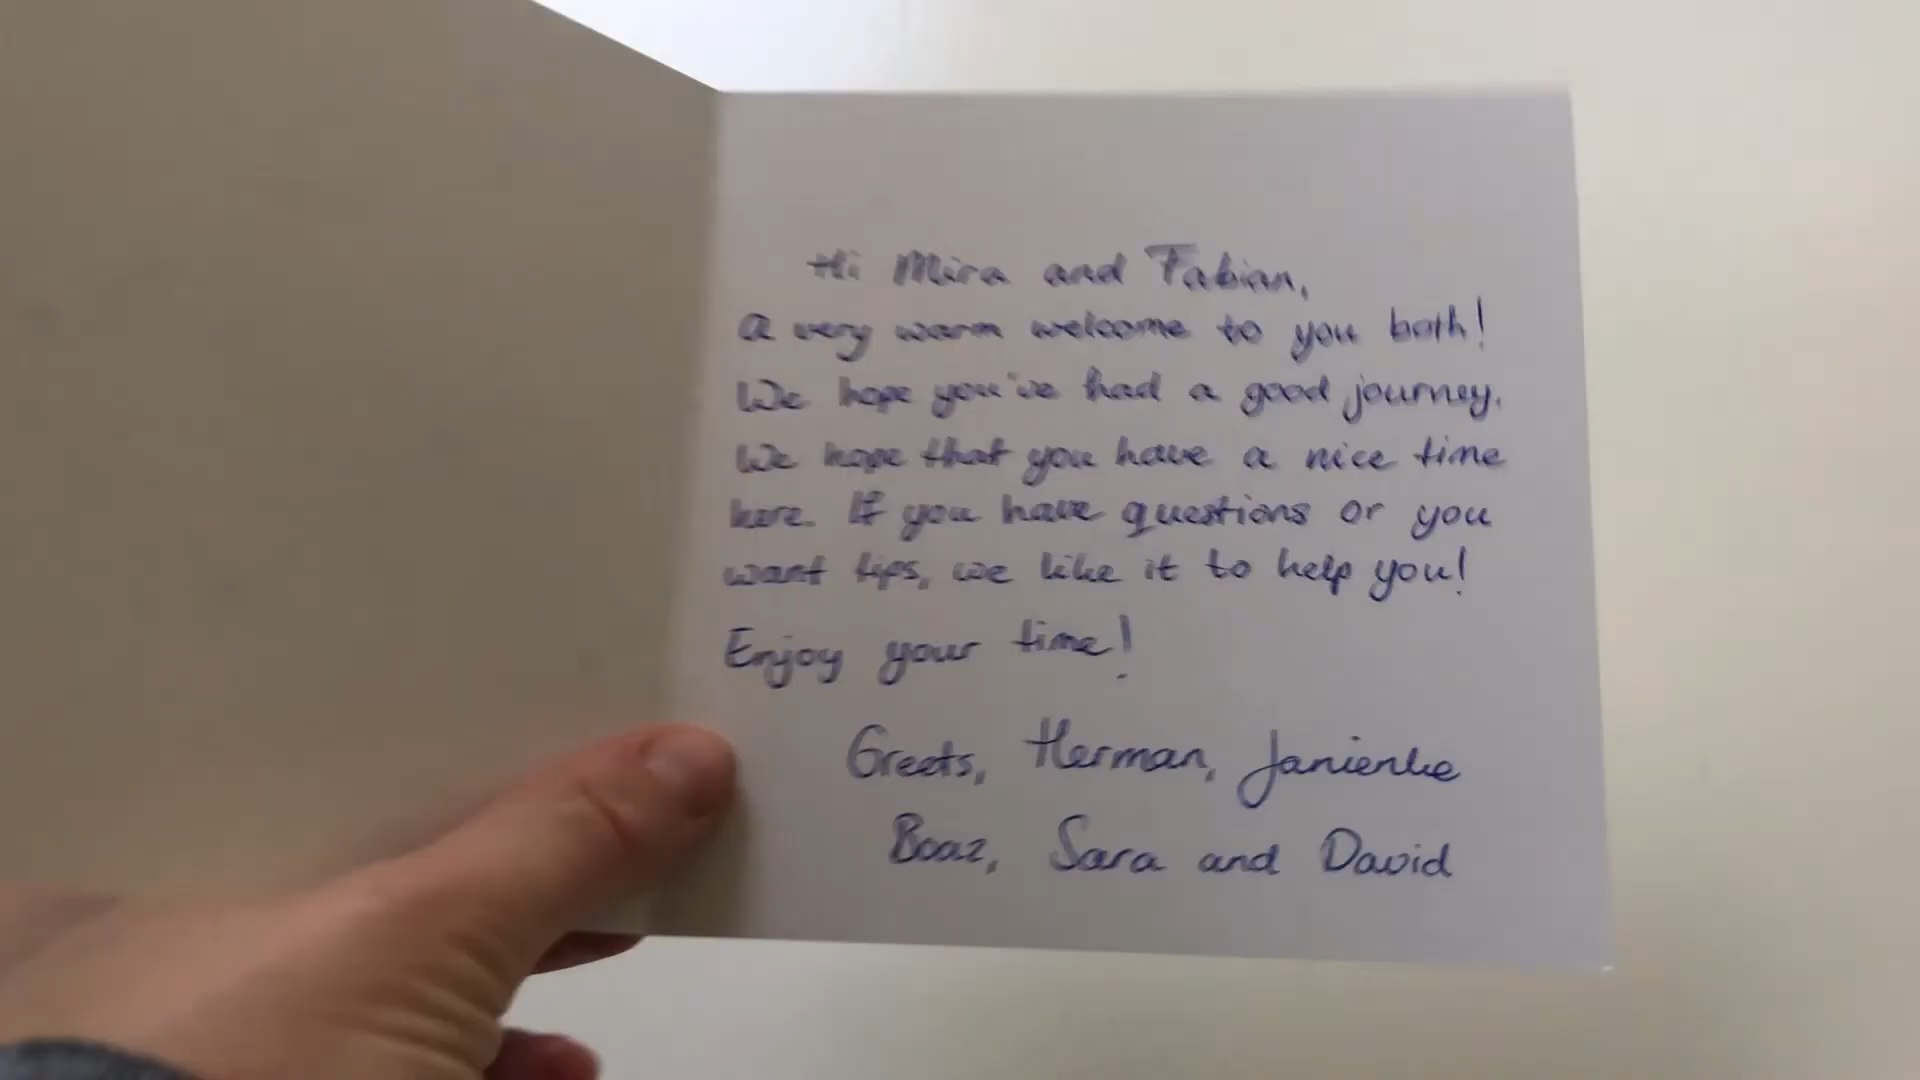 Hi Mira and Fabian,
A very warm welcome to you both!
We hope you've had a good journey.
We hope that you have a nice time
here. If you have questions or you
want tips, we like it to help you!
Enjoy your time!
Greets, Herman, Janienke
Boaz, Sara and David